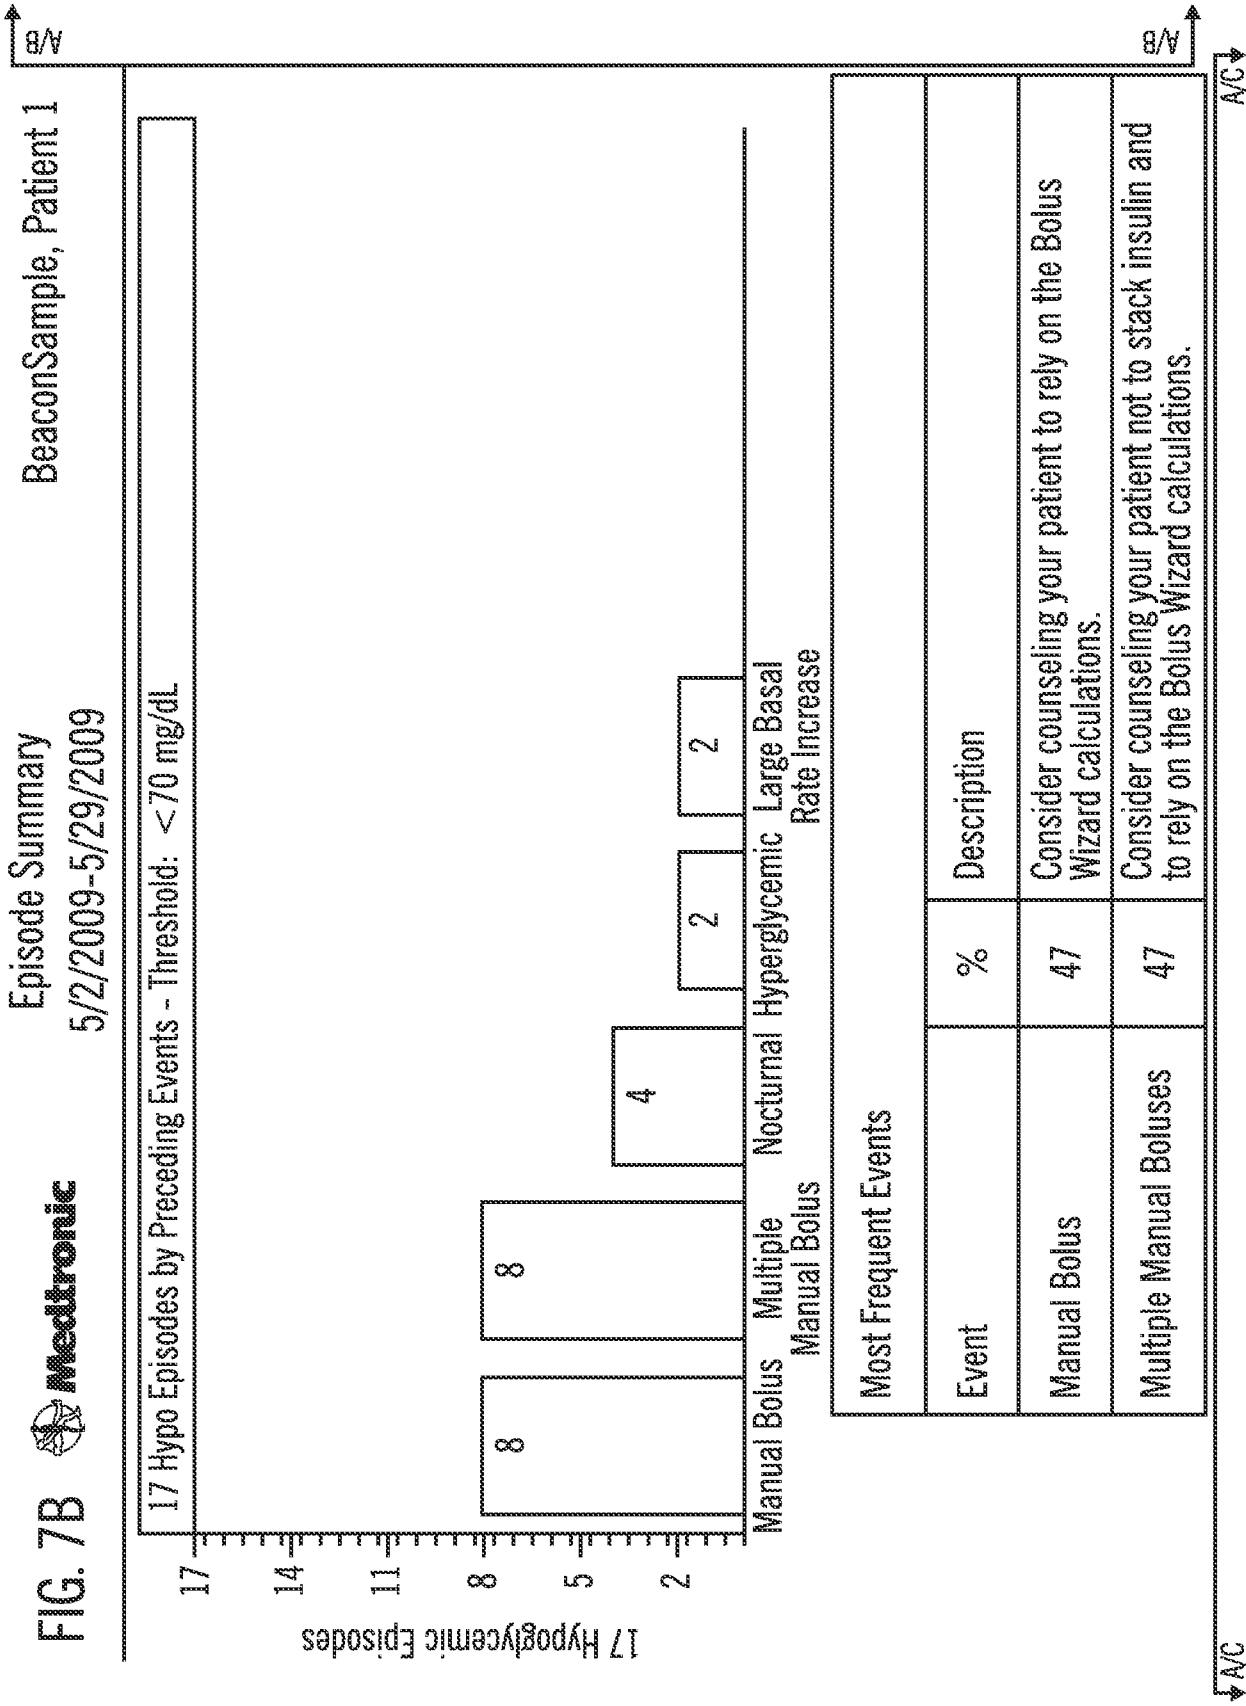 FIG. 7B
Medtronic
Episode Summary
5/2/2009-5/29/2009
BeaconSample, Patient 1
A/B
17 Hypo Episodes by Preceding Events - Threshold: <70 mg/dL
17 Hypoglycemic Episodes
17
14
11
8
5
2
8
8
4
2
2
Manual Bolus
Multiple
Manual Bolus
Nocturnal
Hyperglycemic
Large Basal
Rate Increase
Most Frequent Events
Event
%
Description
Manual Bolus
47
Consider counseling your patient to rely on the Bolus
Wizard calculations.
Multiple Manual Boluses
47
Consider counseling your patient not to stack insulin and
to rely on the Bolus Wizard calculations.
A/B
A/C
A/C